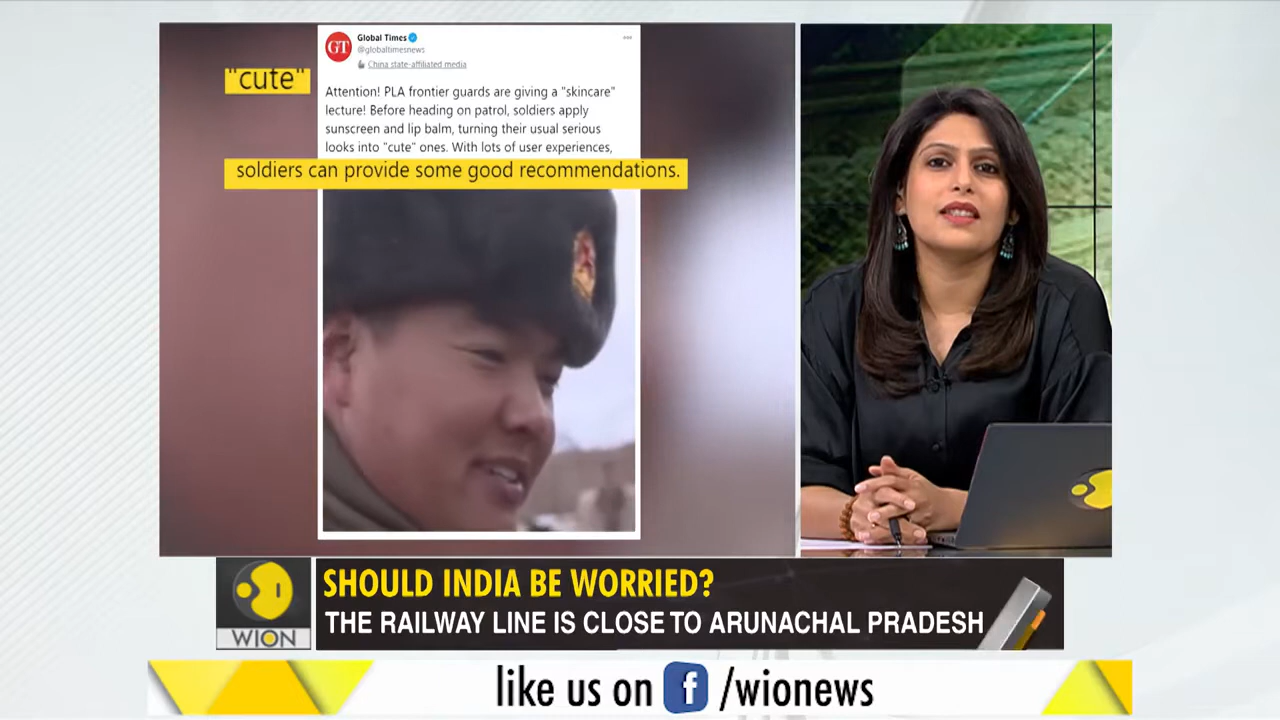 GT
Global Times
@globaltimesnews
China state-affiliated media
"cute"
Attention! PLA frontier guards are giving a "skincare"
lecture! Before heading on patrol, soldiers apply
sunscreen and lip balm, turning their usual serious
looks into "cute" ones. With lots of user experiences,
soldiers can provide some good recommendations.
SHOULD INDIA BE WORRIED?
WION
THE RAILWAY LINE IS CLOSE TO ARUNACHAL PRADESH
like us on f /wionews